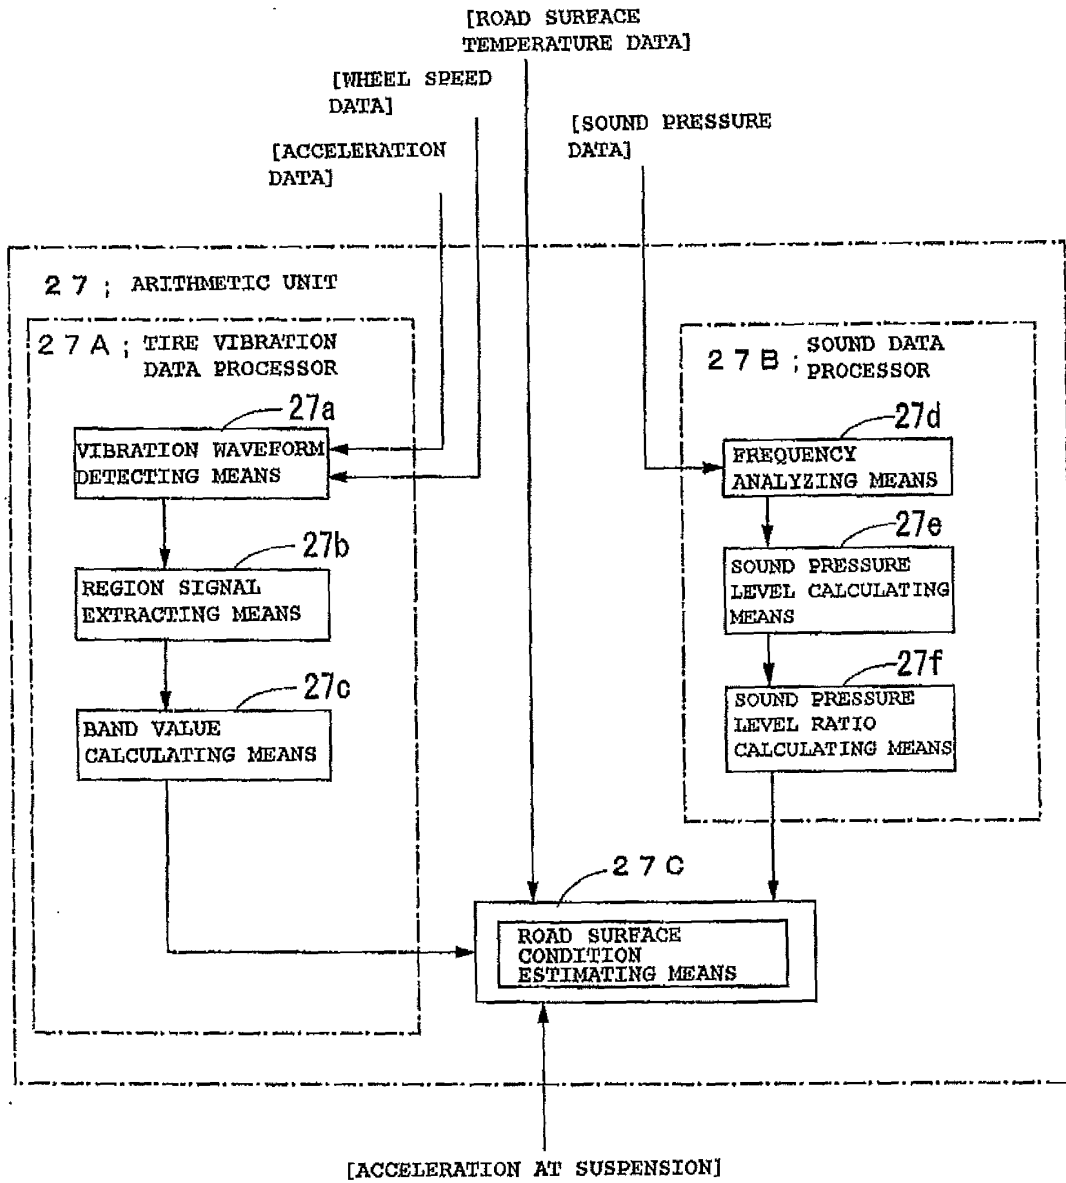 [ROAD SURFACE
TEMPERATURE DATA]
[WHEEL SPEED
DATA]
[SOUND PRESSURE
DATA]
[ACCELERATION
DATA]
27; ARITHMETIC UNIT
27A; TIRE VIBRATION
DATA PROCESSOR
27a
VIBRATION WAVEFORM
DETECTING MEANS
27b
REGION SIGNAL
EXTRACTING MEANS
27c
BAND VALUE
CALCULATING MEANS
27B; SOUND DATA
PROCESSOR
27d
FREQUENCY
ANALYZING MEANS
27e
SOUND PRESSURE
LEVEL CALCULATING
MEANS
27f
SOUND PRESSURE
LEVEL RATIO
CALCULATING MEANS
27C
ROAD SURFACE
CONDITION
ESTIMATING MEANS
[ACCELERATION AT SUSPENSION]